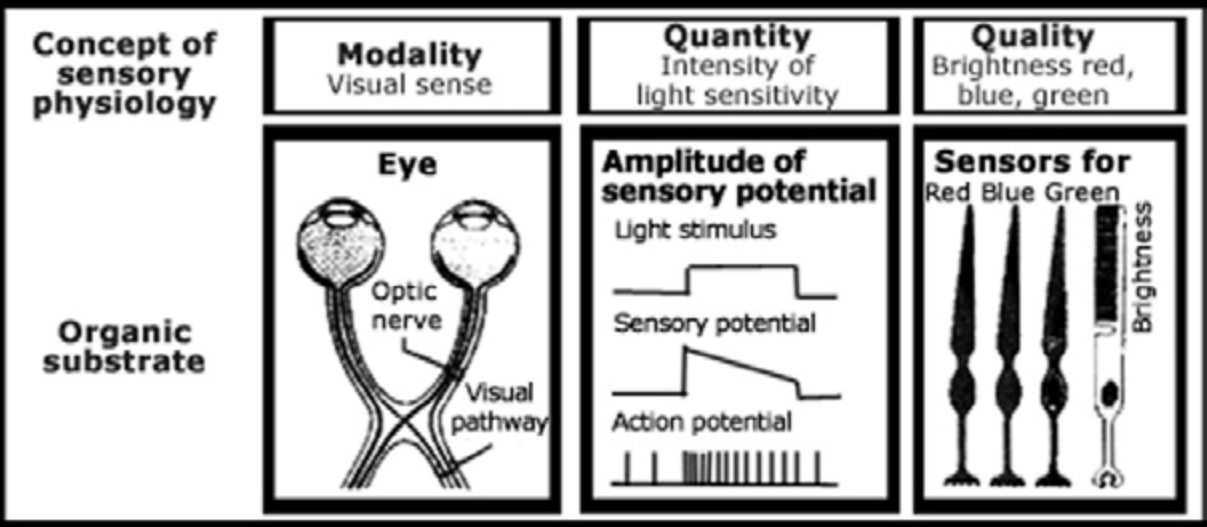 Concept of
sensory
physiology
Modality
Visual sense
Quantity
Intensity of
light sensitivity
Quality
Brightness red,
blue, green
Organic
substrate
Eye
Optic
nerve
Visual
pathway
Amplitude of
sensory potential
Light stimulus
Sensory potential
Action potential
Sensors for
Red Blue Green
Brightness